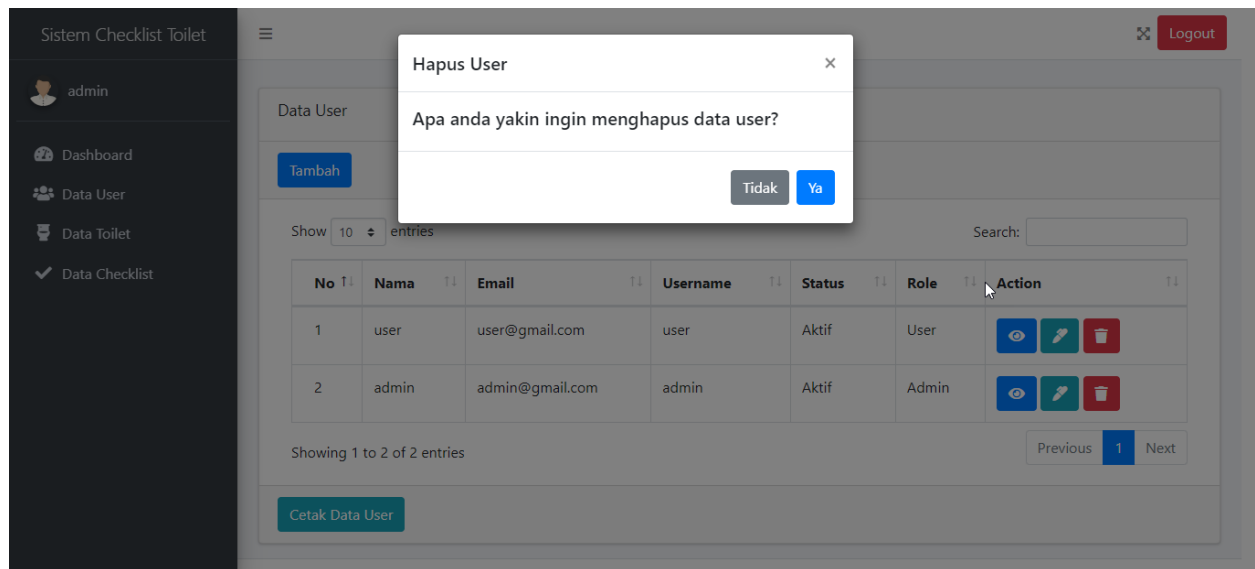 Sistem Checklist Toilet
Logout
admin
Dashboard
Data User
Data Toilet
Data Checklist
Hapus User ×
Apa anda yakin ingin menghapus data user?
Tidak Ya
Data User
Tambah
Show 10 entries Search:
No Nama Email Username Status Role Action
1 user user@gmail.com user Aktif User
2 admin admin@gmail.com admin Aktif Admin
Showing 1 to 2 of 2 entries Previous 1 Next
Cetak Data User